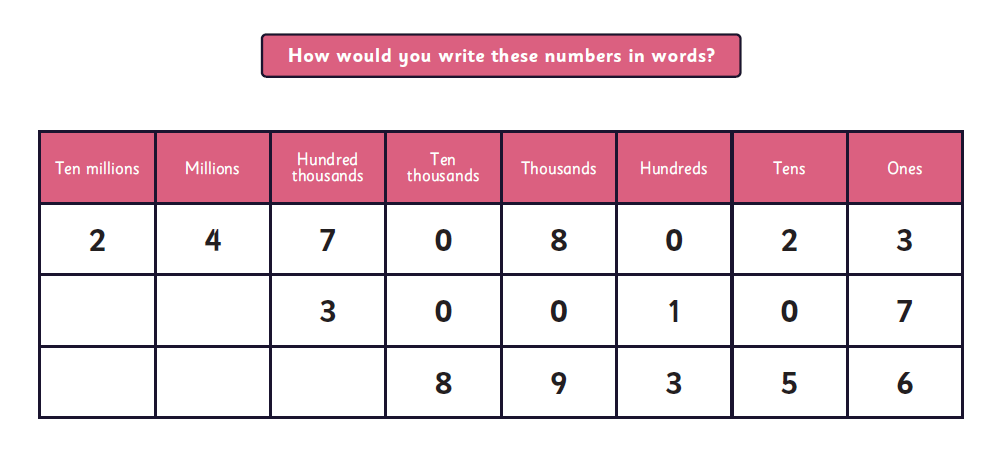 How would you write these numbers in words?
Ten millions Millions Hundred thousands Ten thousands Thousands Hundreds Tens Ones
2 4 7 0 8 0 2 3
3 0 0 1 0 7
8 9 3 5 6